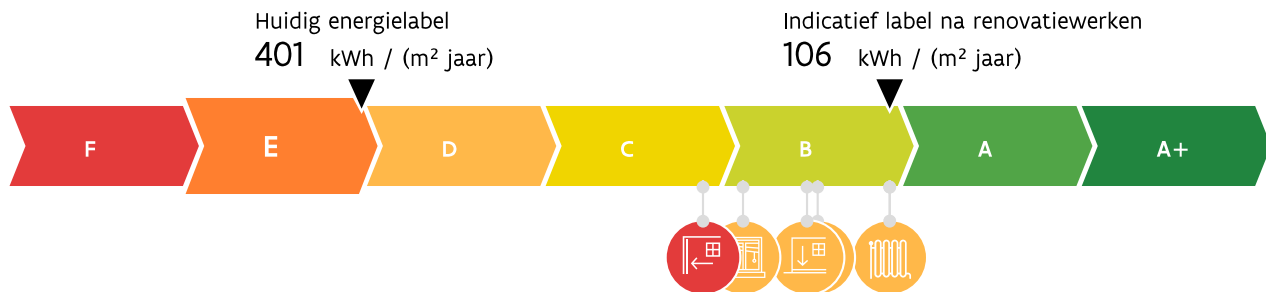 Huidig energielabel
401 kWh / (m² jaar)
Indicatief label na renovatiewerken
106 kWh / (m² jaar)
F E D C B A A+